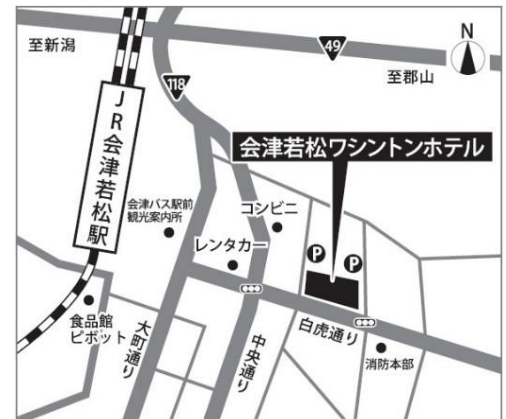 至新潟
49
N
至郡山
118
JR会津若松駅
会津若松ワシントンホテル
会津バス駅前
観光案内所
コンビニ
レンタカー
P
P
食品館
ピボット
大町通り
中央通り
白虎通り
消防本部